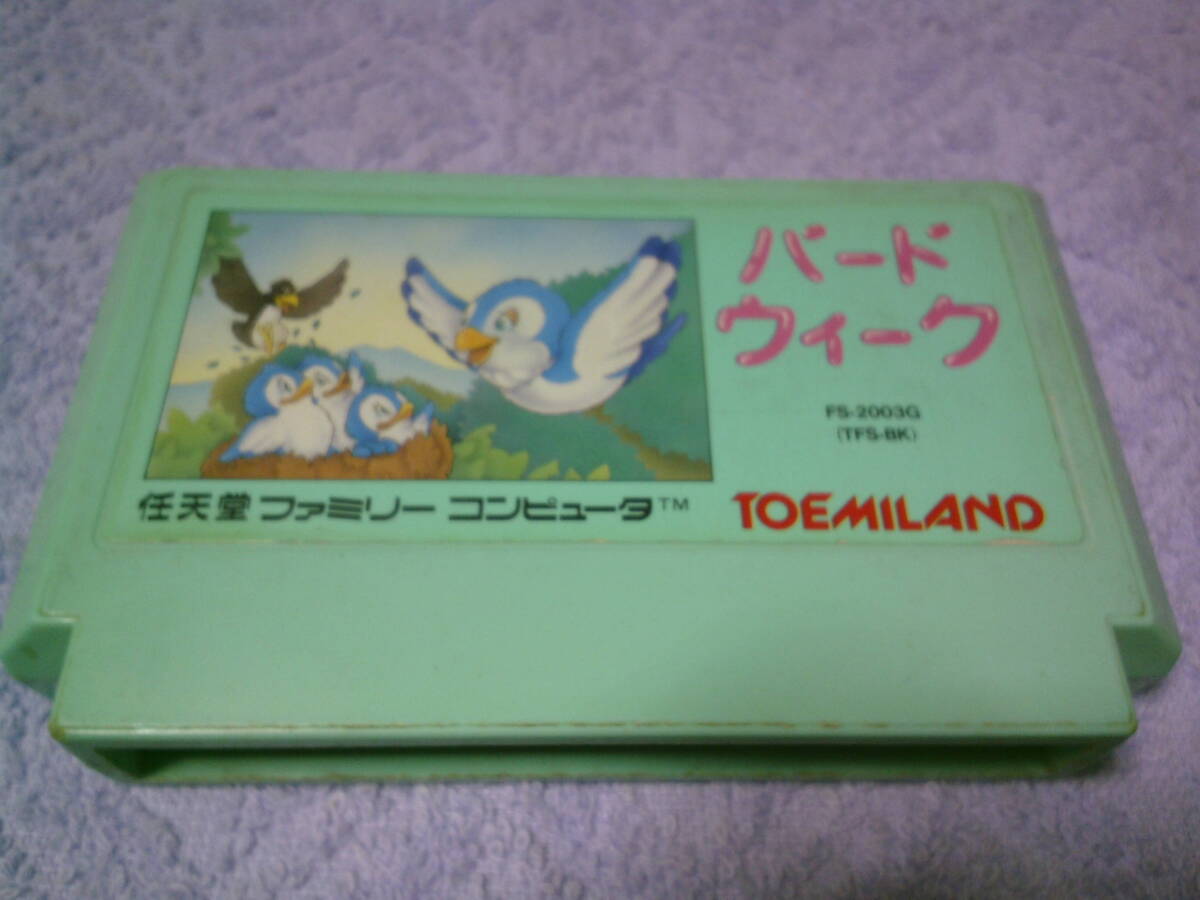 バード
ウィーク
FS-2003G
(TFS-BK)
任天堂 ファミリー コンピュータ™
TOEMILAND